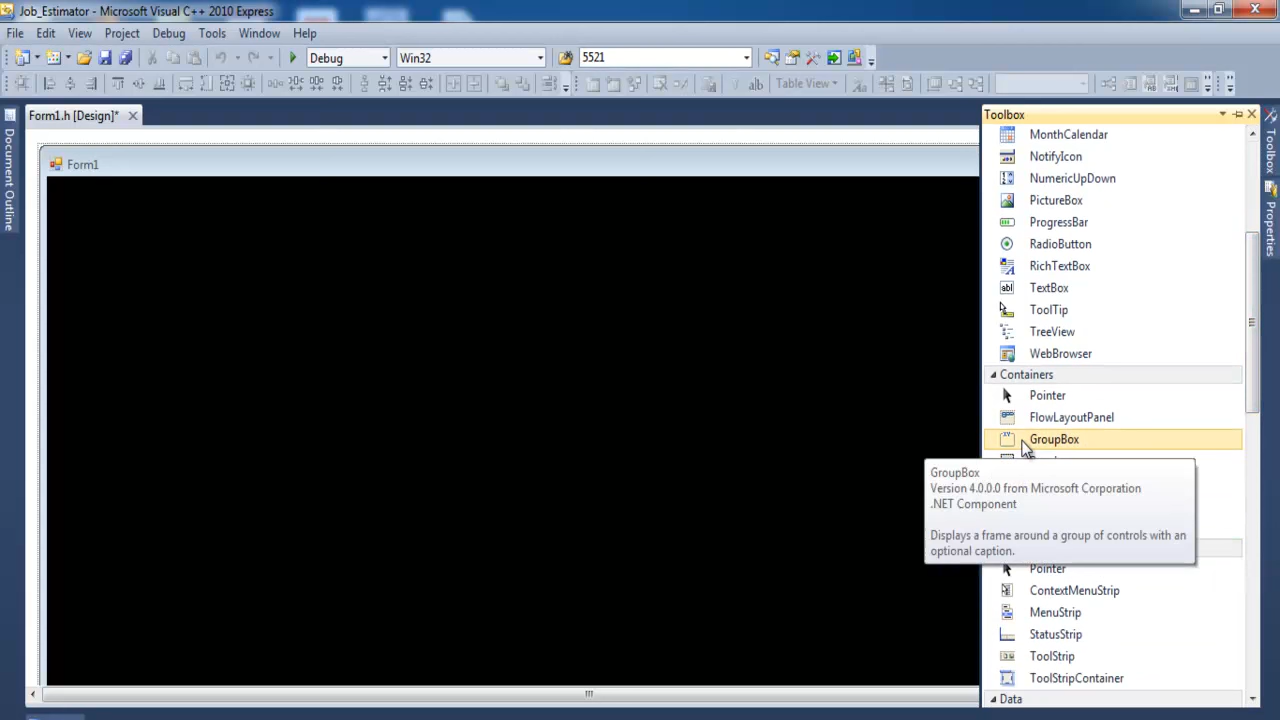 Job_Estimator - Microsoft Visual C++ 2010 Express
File Edit View Project Debug Tools Window Help
Debug Win32 5521
Table View
Form1.h [Design]*
Toolbox
Document Outline
Toolbox
Properties
Form1
MonthCalendar
NotifyIcon
NumericUpDown
PictureBox
ProgressBar
RadioButton
RichTextBox
TextBox
ToolTip
TreeView
WebBrowser
Containers
Pointer
FlowLayoutPanel
GroupBox
GroupBox
Version 4.0.0.0 from Microsoft Corporation
.NET Component
Displays a frame around a group of controls with an
optional caption.
Pointer
ContextMenuStrip
MenuStrip
StatusStrip
ToolStrip
ToolStripContainer
Data